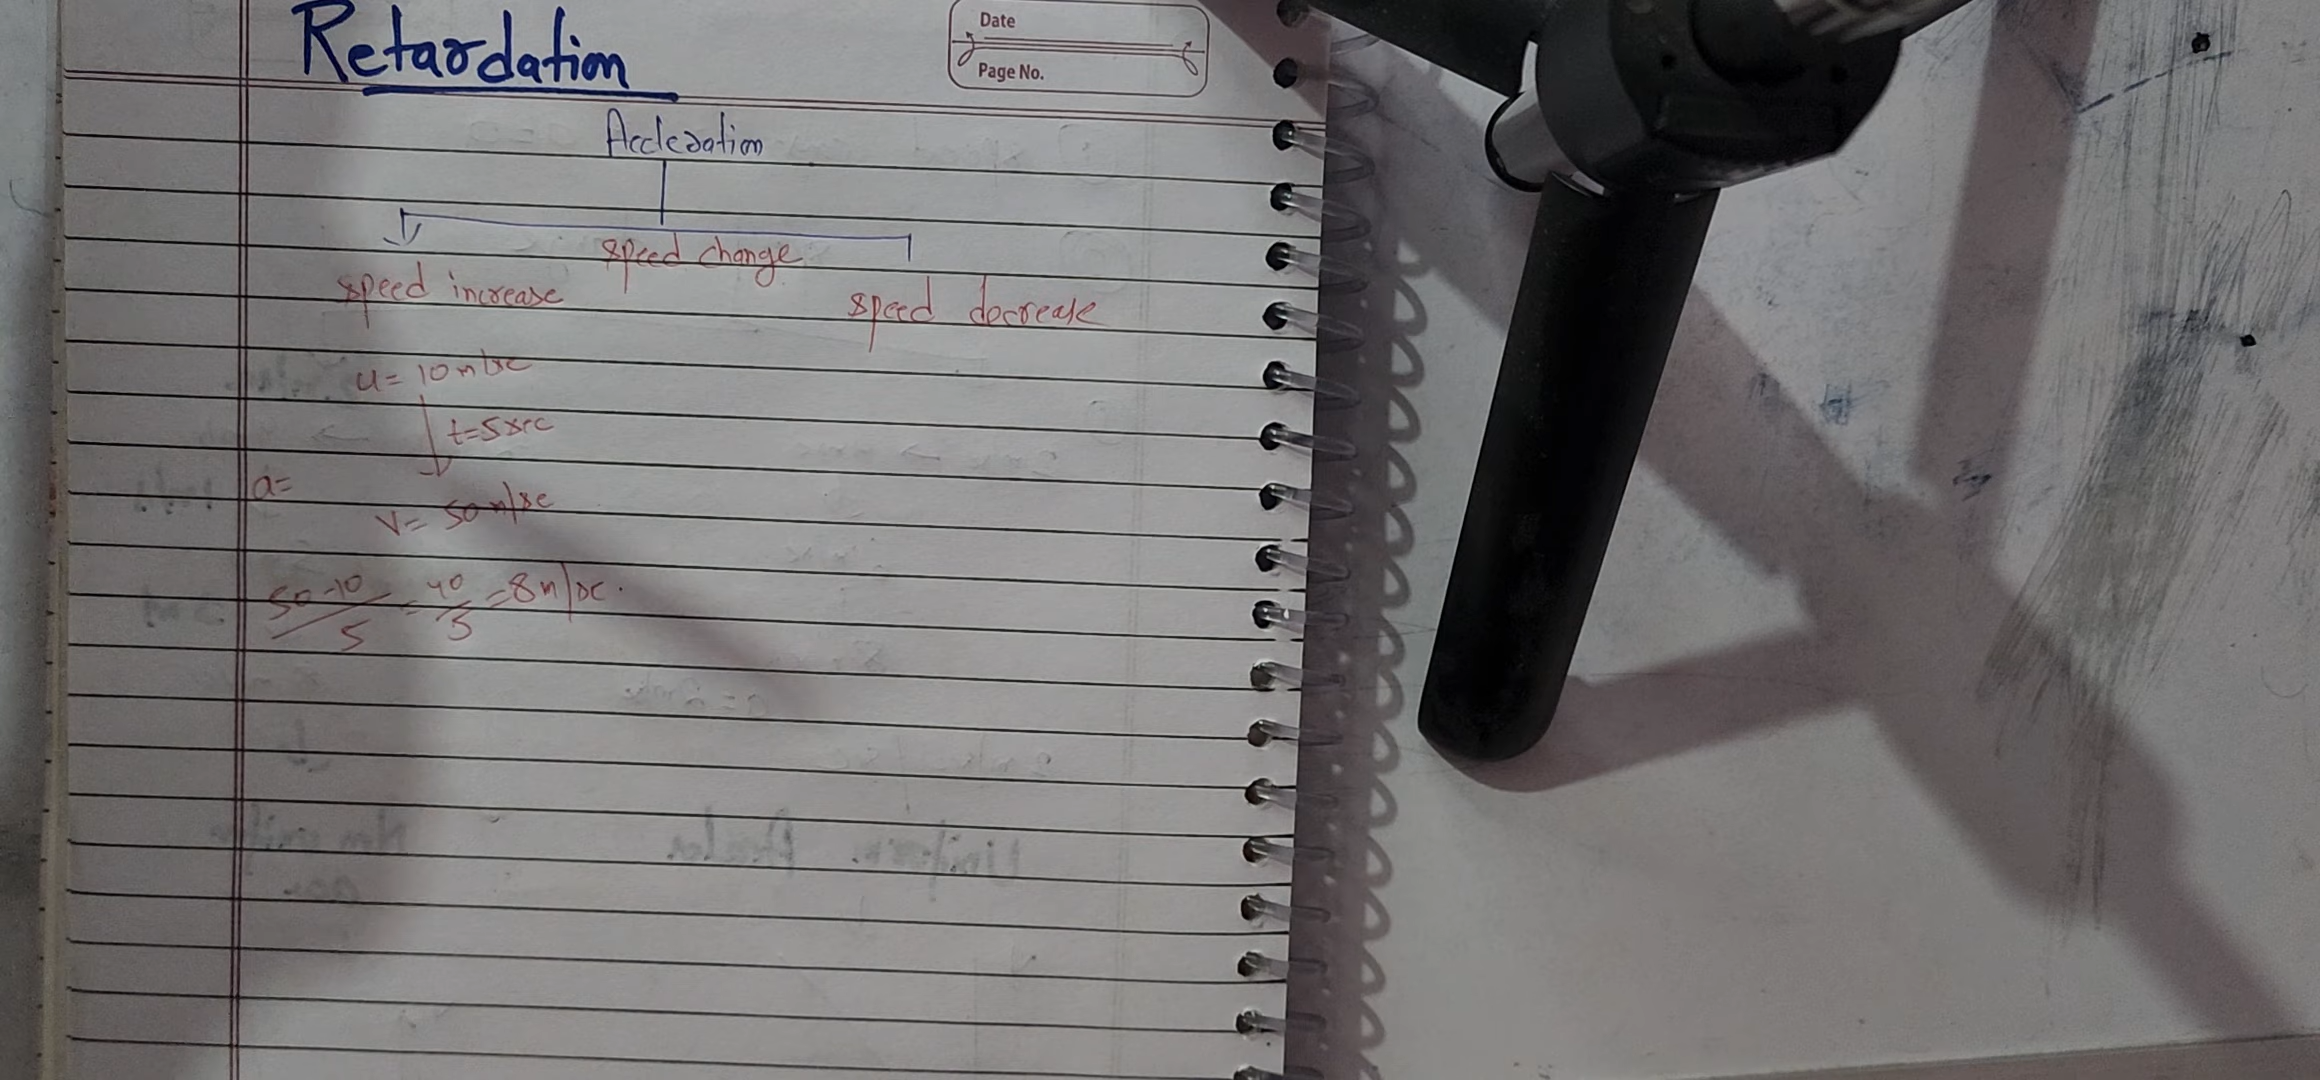 Retardation
Date
Page No.
Accleration
speed change
speed increase
speed decrease
u= 10 m/sec
t=5 sec
a=
v= 50 m/sec
50-10/5 = 40/5 = 8 m/sec.